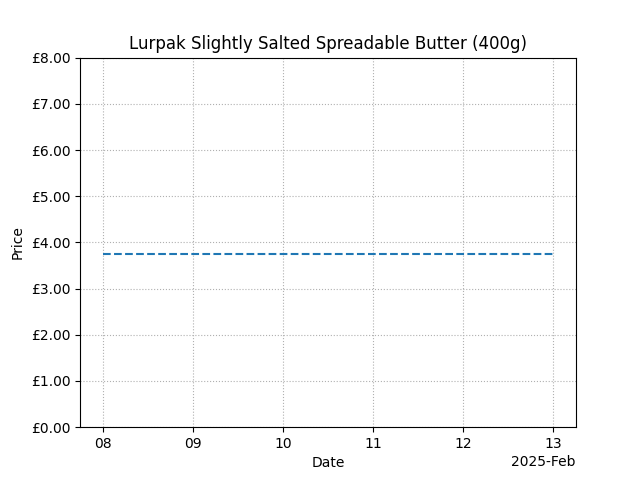 Lurpak Slightly Salted Spreadable Butter (400g)
£8.00
£7.00
£6.00
£5.00
£4.00
£3.00
£2.00
£1.00
£0.00
Price
08 09 10 11 12 13
Date
2025-Feb